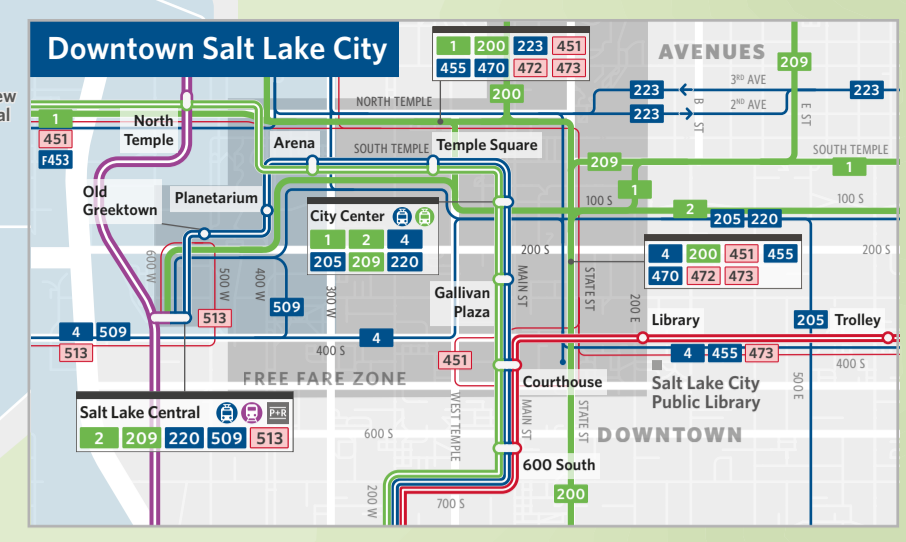 Downtown Salt Lake City
1 200 223 451
455 470 472 473
AVENUES
209
200
3RD AVE
223
223
2ND AVE
223
B ST
E ST
ew
al
1
451
F453
North
Temple
NORTH TEMPLE
Arena
SOUTH TEMPLE
Temple Square
209
SOUTH TEMPLE
1
1
Old
Greektown
Planetarium
City Center
1 2 4
205 209 220
100 S
2
205 220
100 S
600 W
500 W
400 W
300 W
200 S
200 S
4 200 451 455
470 472 473
MAIN ST
STATE ST
200 E
Gallivan
Plaza
509
513
Library
205
Trolley
4 509
513
4
400 S
451
4 455 473
400 S
FREE FARE ZONE
Courthouse
Salt Lake City
Public Library
500 E
Salt Lake Central P+R
2 209 220 509 513
WEST TEMPLE
MAIN ST
STATE ST
600 S
DOWNTOWN
600 South
200 W
700 S
200